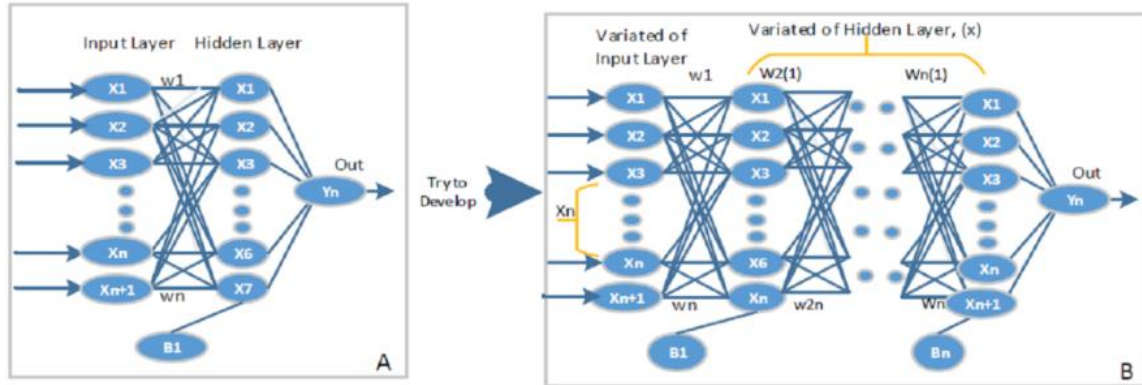 Input Layer Hidden Layer
w1
X1 X1
X2 X2
X3 X3
Out
Yn
Xn X6
Xn+1 X7
wn
B1
A
Try to
Develop
Variated of
Input Layer
Variated of Hidden Layer, (x)
w1 W2(1) Wn(1)
X1 X1 X1
X2 X2 X2
X3 X3 X3
Out
Xn
Yn
Xn X6 Xn
Xn+1 Xn Xn+1
wn w2n Wn
B1 Bn
B